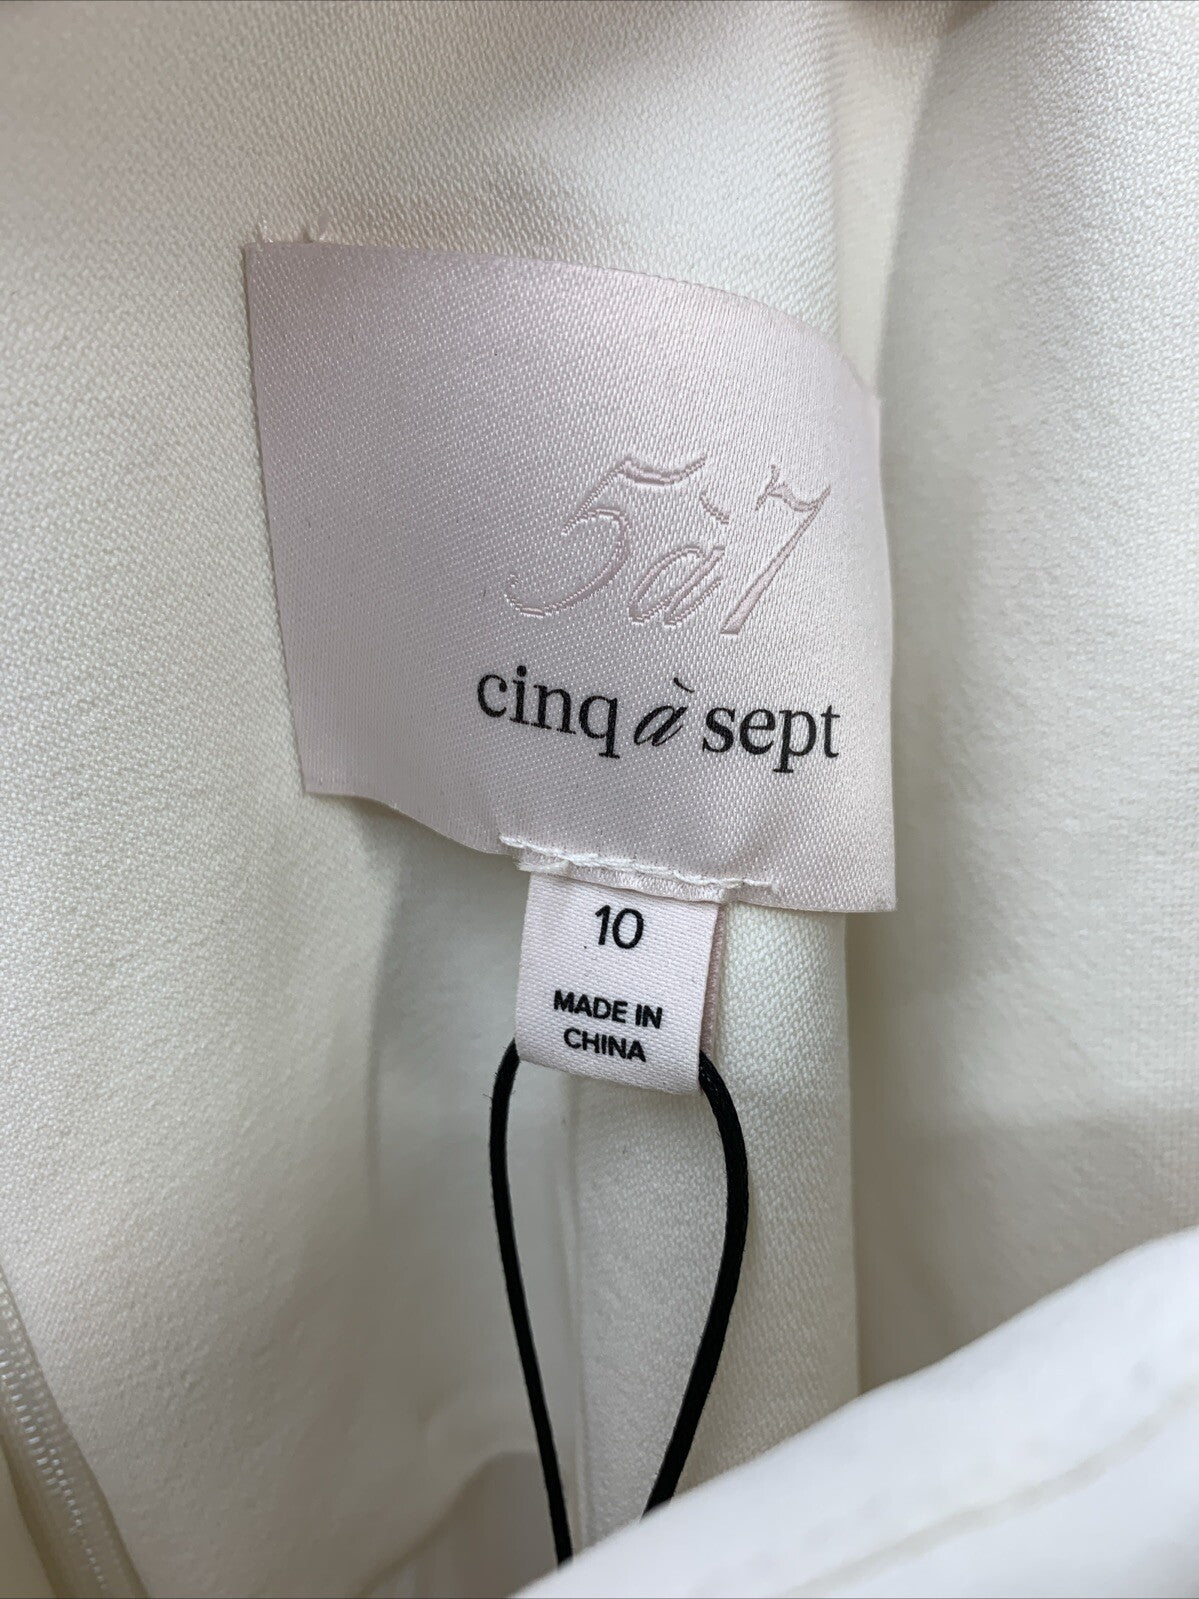 5à7
cinq à sept
10
MADE IN
CHINA